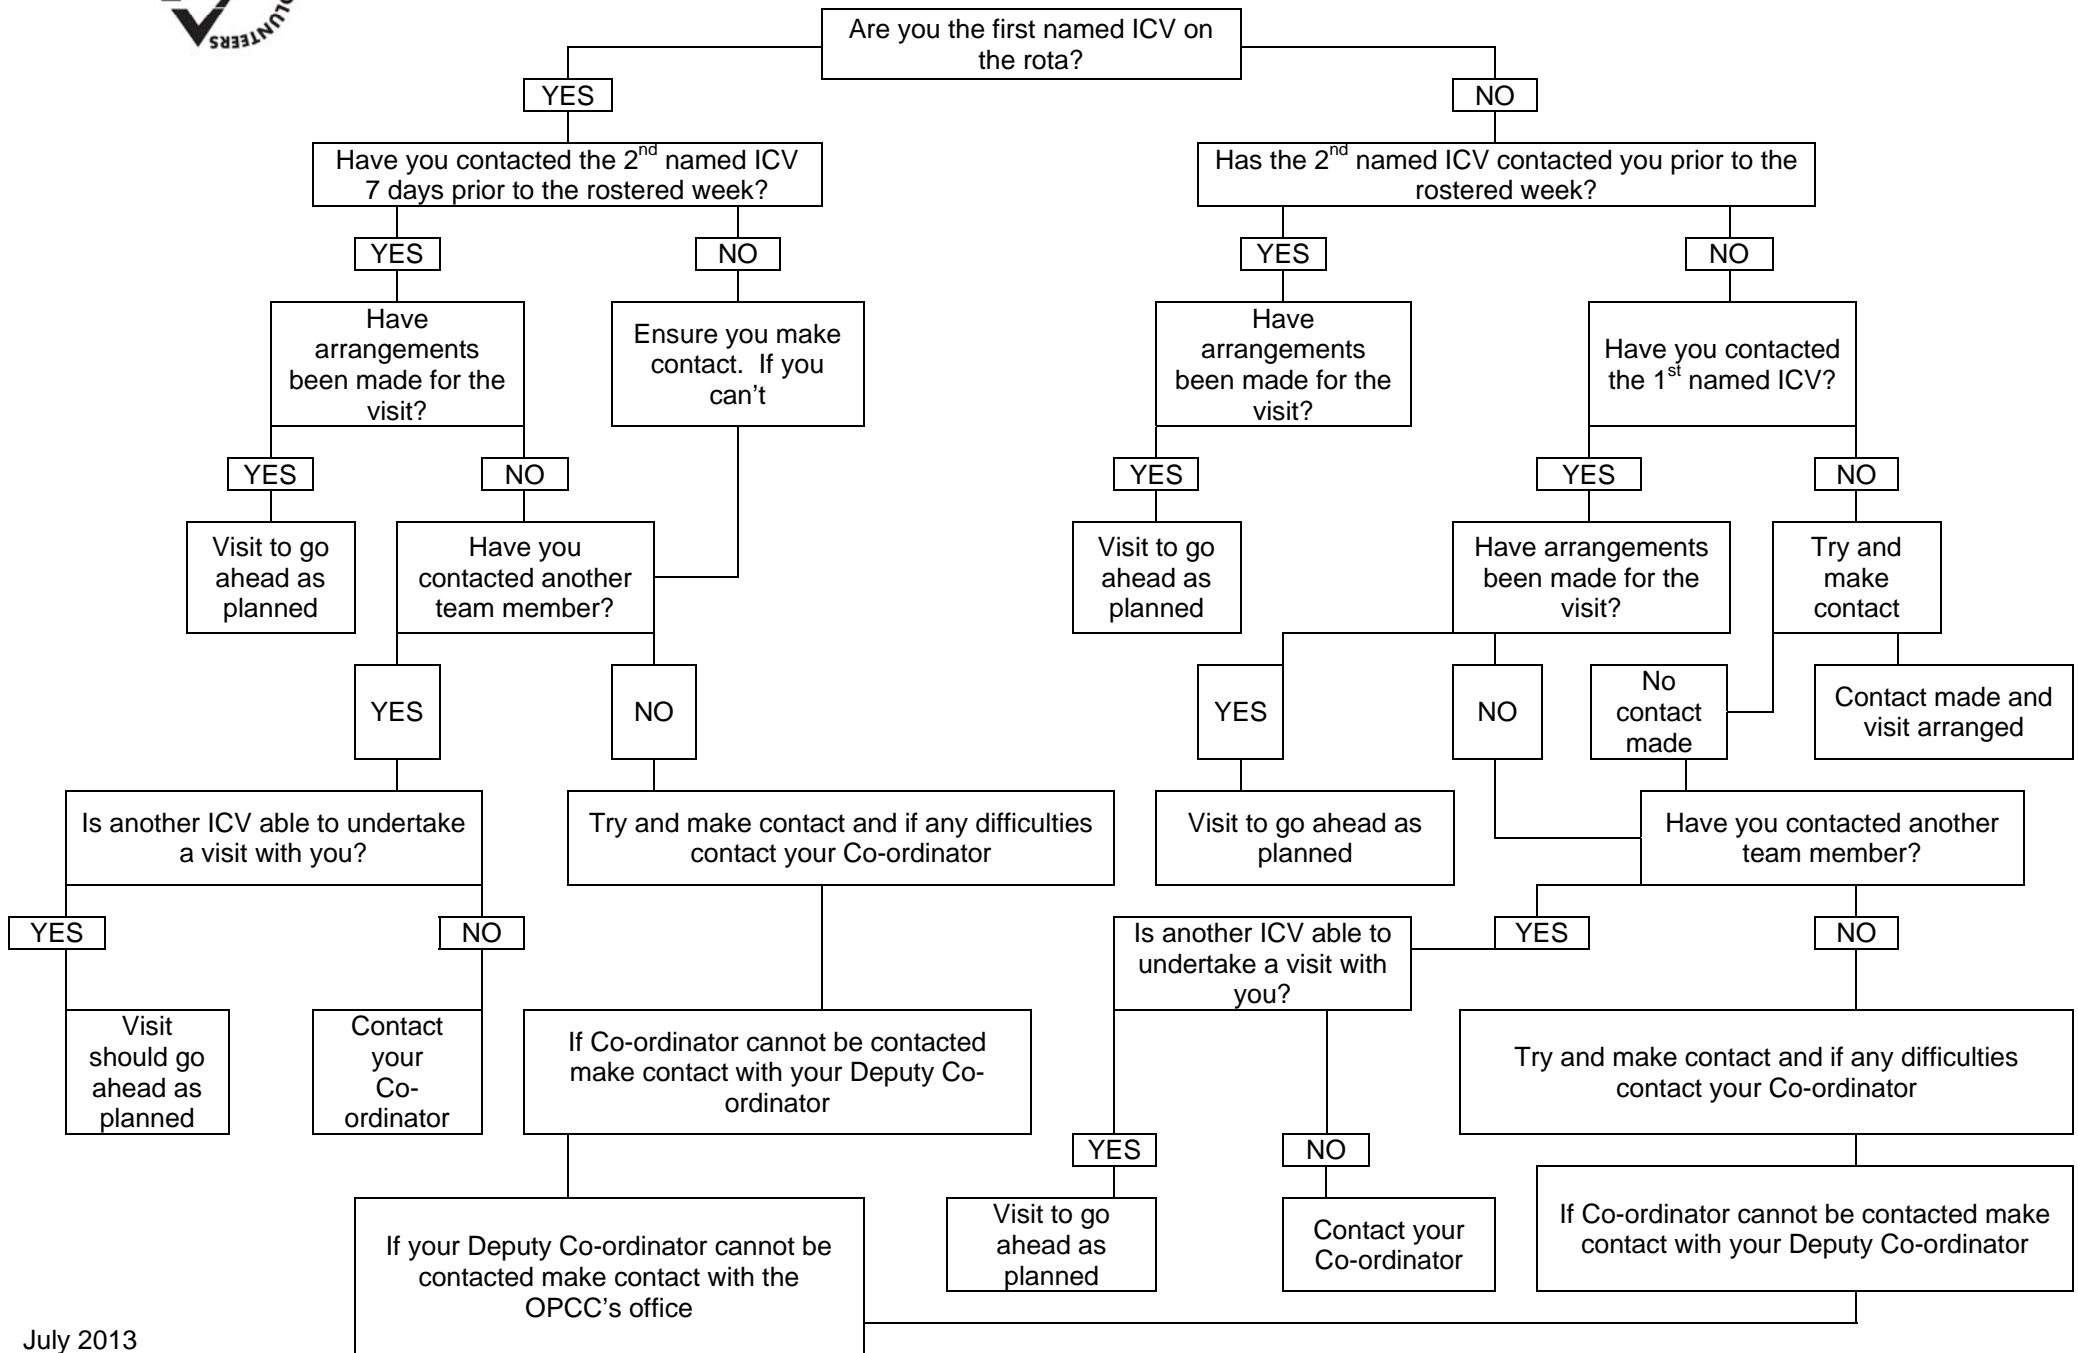 VOLUNTEERS
Are you the first named ICV on
the rota?
YES
NO
Have you contacted the 2nd named ICV
7 days prior to the rostered week?
Has the 2nd named ICV contacted you prior to the
rostered week?
YES
NO
YES
NO
Have
arrangements
been made for the
visit?
Ensure you make
contact.  If you
can't
Have
arrangements
been made for the
visit?
Have you contacted
the 1st named ICV?
YES
NO
YES
YES
NO
Visit to go
ahead as
planned
Have you
contacted another
team member?
Visit to go
ahead as
planned
Have arrangements
been made for the
visit?
Try and
make
contact
YES
NO
YES
NO
No
contact
made
Contact made and
visit arranged
Is another ICV able to undertake
a visit with you?
Try and make contact and if any difficulties
contact your Co-ordinator
Visit to go ahead as
planned
Have you contacted another
team member?
YES
NO
Is another ICV able to
undertake a visit with
you?
YES
NO
Visit
should go
ahead as
planned
Contact
your
Co-
ordinator
If Co-ordinator cannot be contacted
make contact with your Deputy Co-
ordinator
Try and make contact and if any difficulties
contact your Co-ordinator
YES
NO
If your Deputy Co-ordinator cannot be
contacted make contact with the
OPCC's office
Visit to go
ahead as
planned
Contact your
Co-ordinator
If Co-ordinator cannot be contacted make
contact with your Deputy Co-ordinator
July 2013